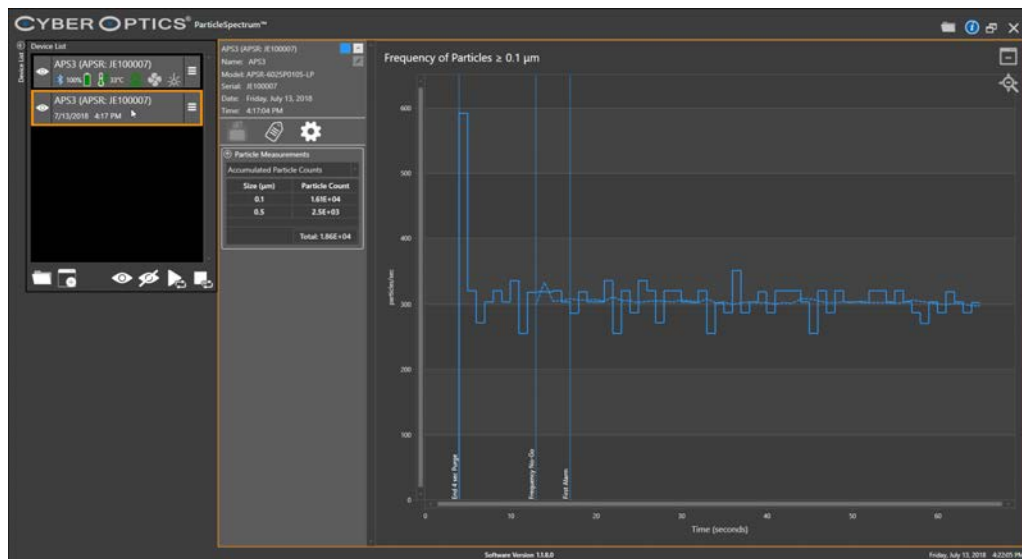 CYBEROPTICS® ParticleSpectrum™
Device List
Device List
APS3 (APSR: JE100007)
100% 33°C
APS3 (APSR: JE100007)
7/13/2018 4:17 PM
APS3 (APSR: JE100007)
Name: APS3
Model: APSR-6025P0105-LP
Serial: JE100007
Date: Friday, July 13, 2018
Time: 4:17:04 PM
Particle Measurements
Accumulated Particle Counts
Size (µm) Particle Count
0.1 1.61E+04
0.5 2.5E+03
Total: 1.86E+04
Frequency of Particles ≥ 0.1 µm
particles/sec
600
500
400
300
200
100
0
End 4 sec Purge
Frequency No-Go
First Alarm
0 10 20 30 40 50 60
Time (seconds)
Software Version 1.1.6.0
Friday, July 13, 2018 4:22:05 PM